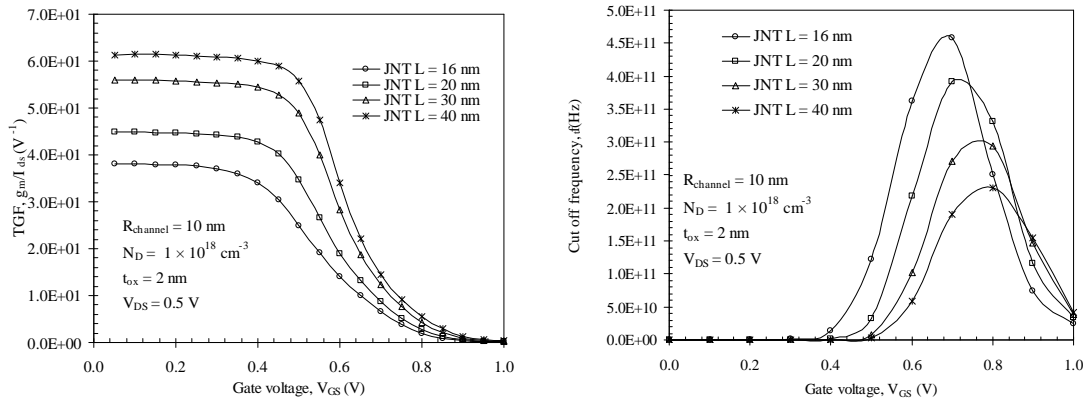 7.0E+01
6.0E+01
5.0E+01
4.0E+01
3.0E+01
2.0E+01
1.0E+01
0.0E+00
TGF, gm/I ds (V⁻¹)
JNT L = 16 nm
JNT L = 20 nm
JNT L = 30 nm
JNT L = 40 nm
Rchannel = 10 nm
ND = 1 × 10¹⁸ cm⁻³
tox = 2 nm
VDS = 0.5 V
0.0 0.2 0.4 0.6 0.8 1.0
Gate voltage, VGS (V)
5.0E+11
4.5E+11
4.0E+11
3.5E+11
3.0E+11
2.5E+11
2.0E+11
1.5E+11
1.0E+11
5.0E+10
0.0E+00
Cut off frequency, (Hz)
JNT L = 16 nm
JNT L = 20 nm
JNT L = 30 nm
JNT L = 40 nm
Rchannel = 10 nm
ND = 1 × 10¹⁸ cm⁻³
tox = 2 nm
VDS = 0.5 V
0.0 0.2 0.4 0.6 0.8 1.0
Gate voltage, VGS (V)